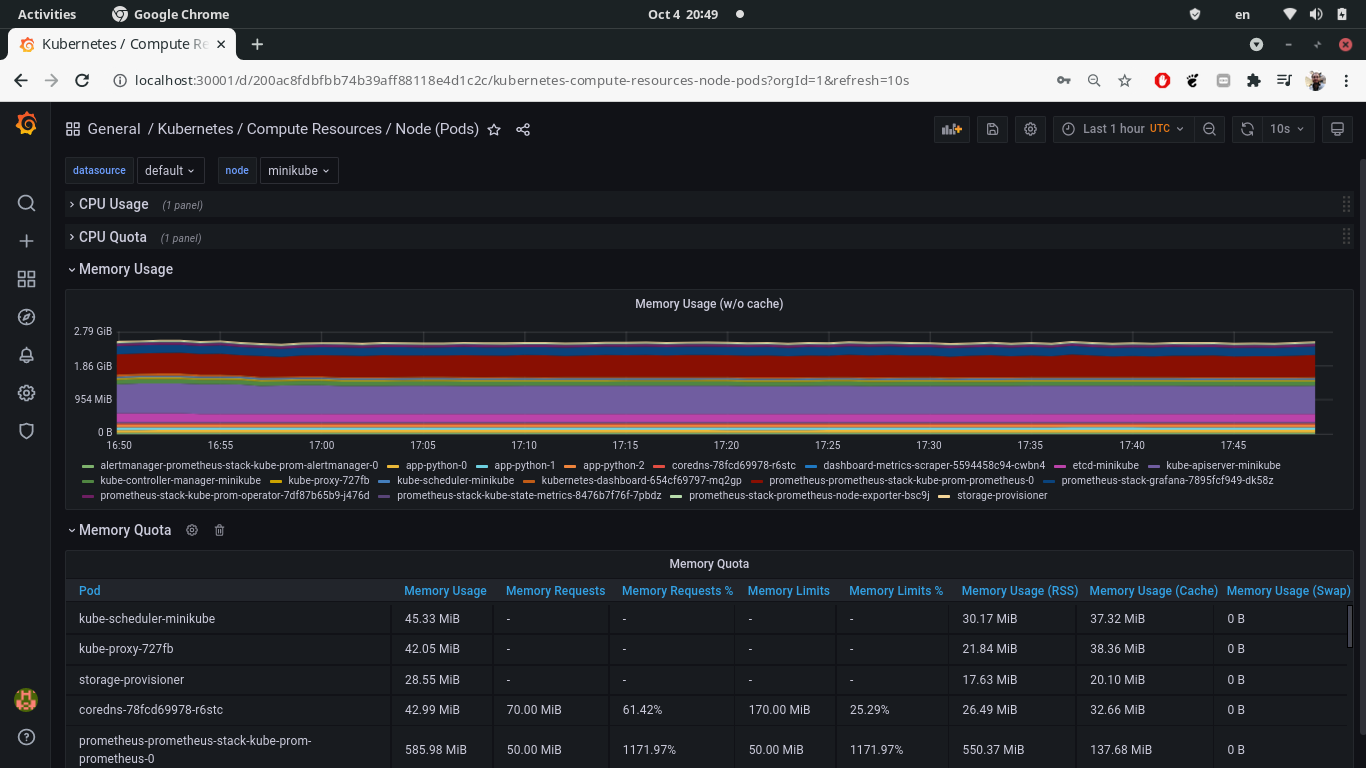 Activities Google Chrome Oct 4 20:49 en
Kubernetes / Compute Re
localhost:30001/d/200ac8fdbfbb74b39aff88118e4d1c2c/kubernetes-compute-resources-node-pods?orgId=1&refresh=10s
General / Kubernetes / Compute Resources / Node (Pods) Last 1 hour UTC 10s
datasource default node minikube
CPU Usage (1 panel)
CPU Quota (1 panel)
Memory Usage
Memory Usage (w/o cache)
2.79 GiB
1.86 GiB
954 MiB
0 B
16:50 16:55 17:00 17:05 17:10 17:15 17:20 17:25 17:30 17:35 17:40 17:45
alertmanager-prometheus-stack-kube-prom-alertmanager-0 app-python-0 app-python-1 app-python-2 coredns-78fcd69978-r6stc dashboard-metrics-scraper-5594458c94-cwbn4 etcd-minikube kube-apiserver-minikube
kube-controller-manager-minikube kube-proxy-727fb kube-scheduler-minikube kubernetes-dashboard-654cf69797-mq2gp prometheus-prometheus-stack-kube-prom-prometheus-0 prometheus-stack-grafana-7895fcf949-dk58z
prometheus-stack-kube-prom-operator-7df87b65b9-j476d prometheus-stack-kube-state-metrics-8476b7f76f-7pbdz prometheus-stack-prometheus-node-exporter-bsc9j storage-provisioner
Memory Quota
Memory Quota
Pod Memory Usage Memory Requests Memory Requests % Memory Limits Memory Limits % Memory Usage (RSS) Memory Usage (Cache) Memory Usage (Swap)
kube-scheduler-minikube 45.33 MiB - - - - 30.17 MiB 37.32 MiB 0 B
kube-proxy-727fb 42.05 MiB - - - - 21.84 MiB 38.36 MiB 0 B
storage-provisioner 28.55 MiB - - - - 17.63 MiB 20.10 MiB 0 B
coredns-78fcd69978-r6stc 42.99 MiB 70.00 MiB 61.42% 170.00 MiB 25.29% 26.49 MiB 32.66 MiB 0 B
prometheus-prometheus-stack-kube-prom-
prometheus-0 585.98 MiB 50.00 MiB 1171.97% 50.00 MiB 1171.97% 550.37 MiB 137.68 MiB 0 B